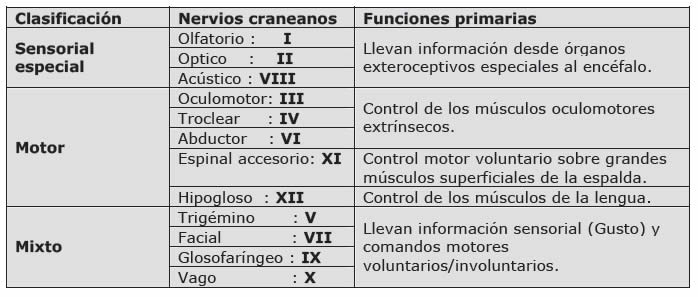 Clasificación Nervios craneanos Funciones primarias
Sensorial especial
Olfatorio : I
Optico : II
Acústico : VIII
Llevan información desde órganos
exteroceptivos especiales al encéfalo.
Motor
Oculomotor: III
Troclear : IV
Abductor : VI
Control de los músculos oculomotores
extrínsecos.
Espinal accesorio: XI
Control motor voluntario sobre grandes
músculos superficiales de la espalda.
Hipogloso : XII
Control de los músculos de la lengua.
Mixto
Trigémino : V
Facial : VII
Glosofaríngeo : IX
Vago : X
Llevan información sensorial (Gusto) y
comandos motores
voluntarios/involuntarios.